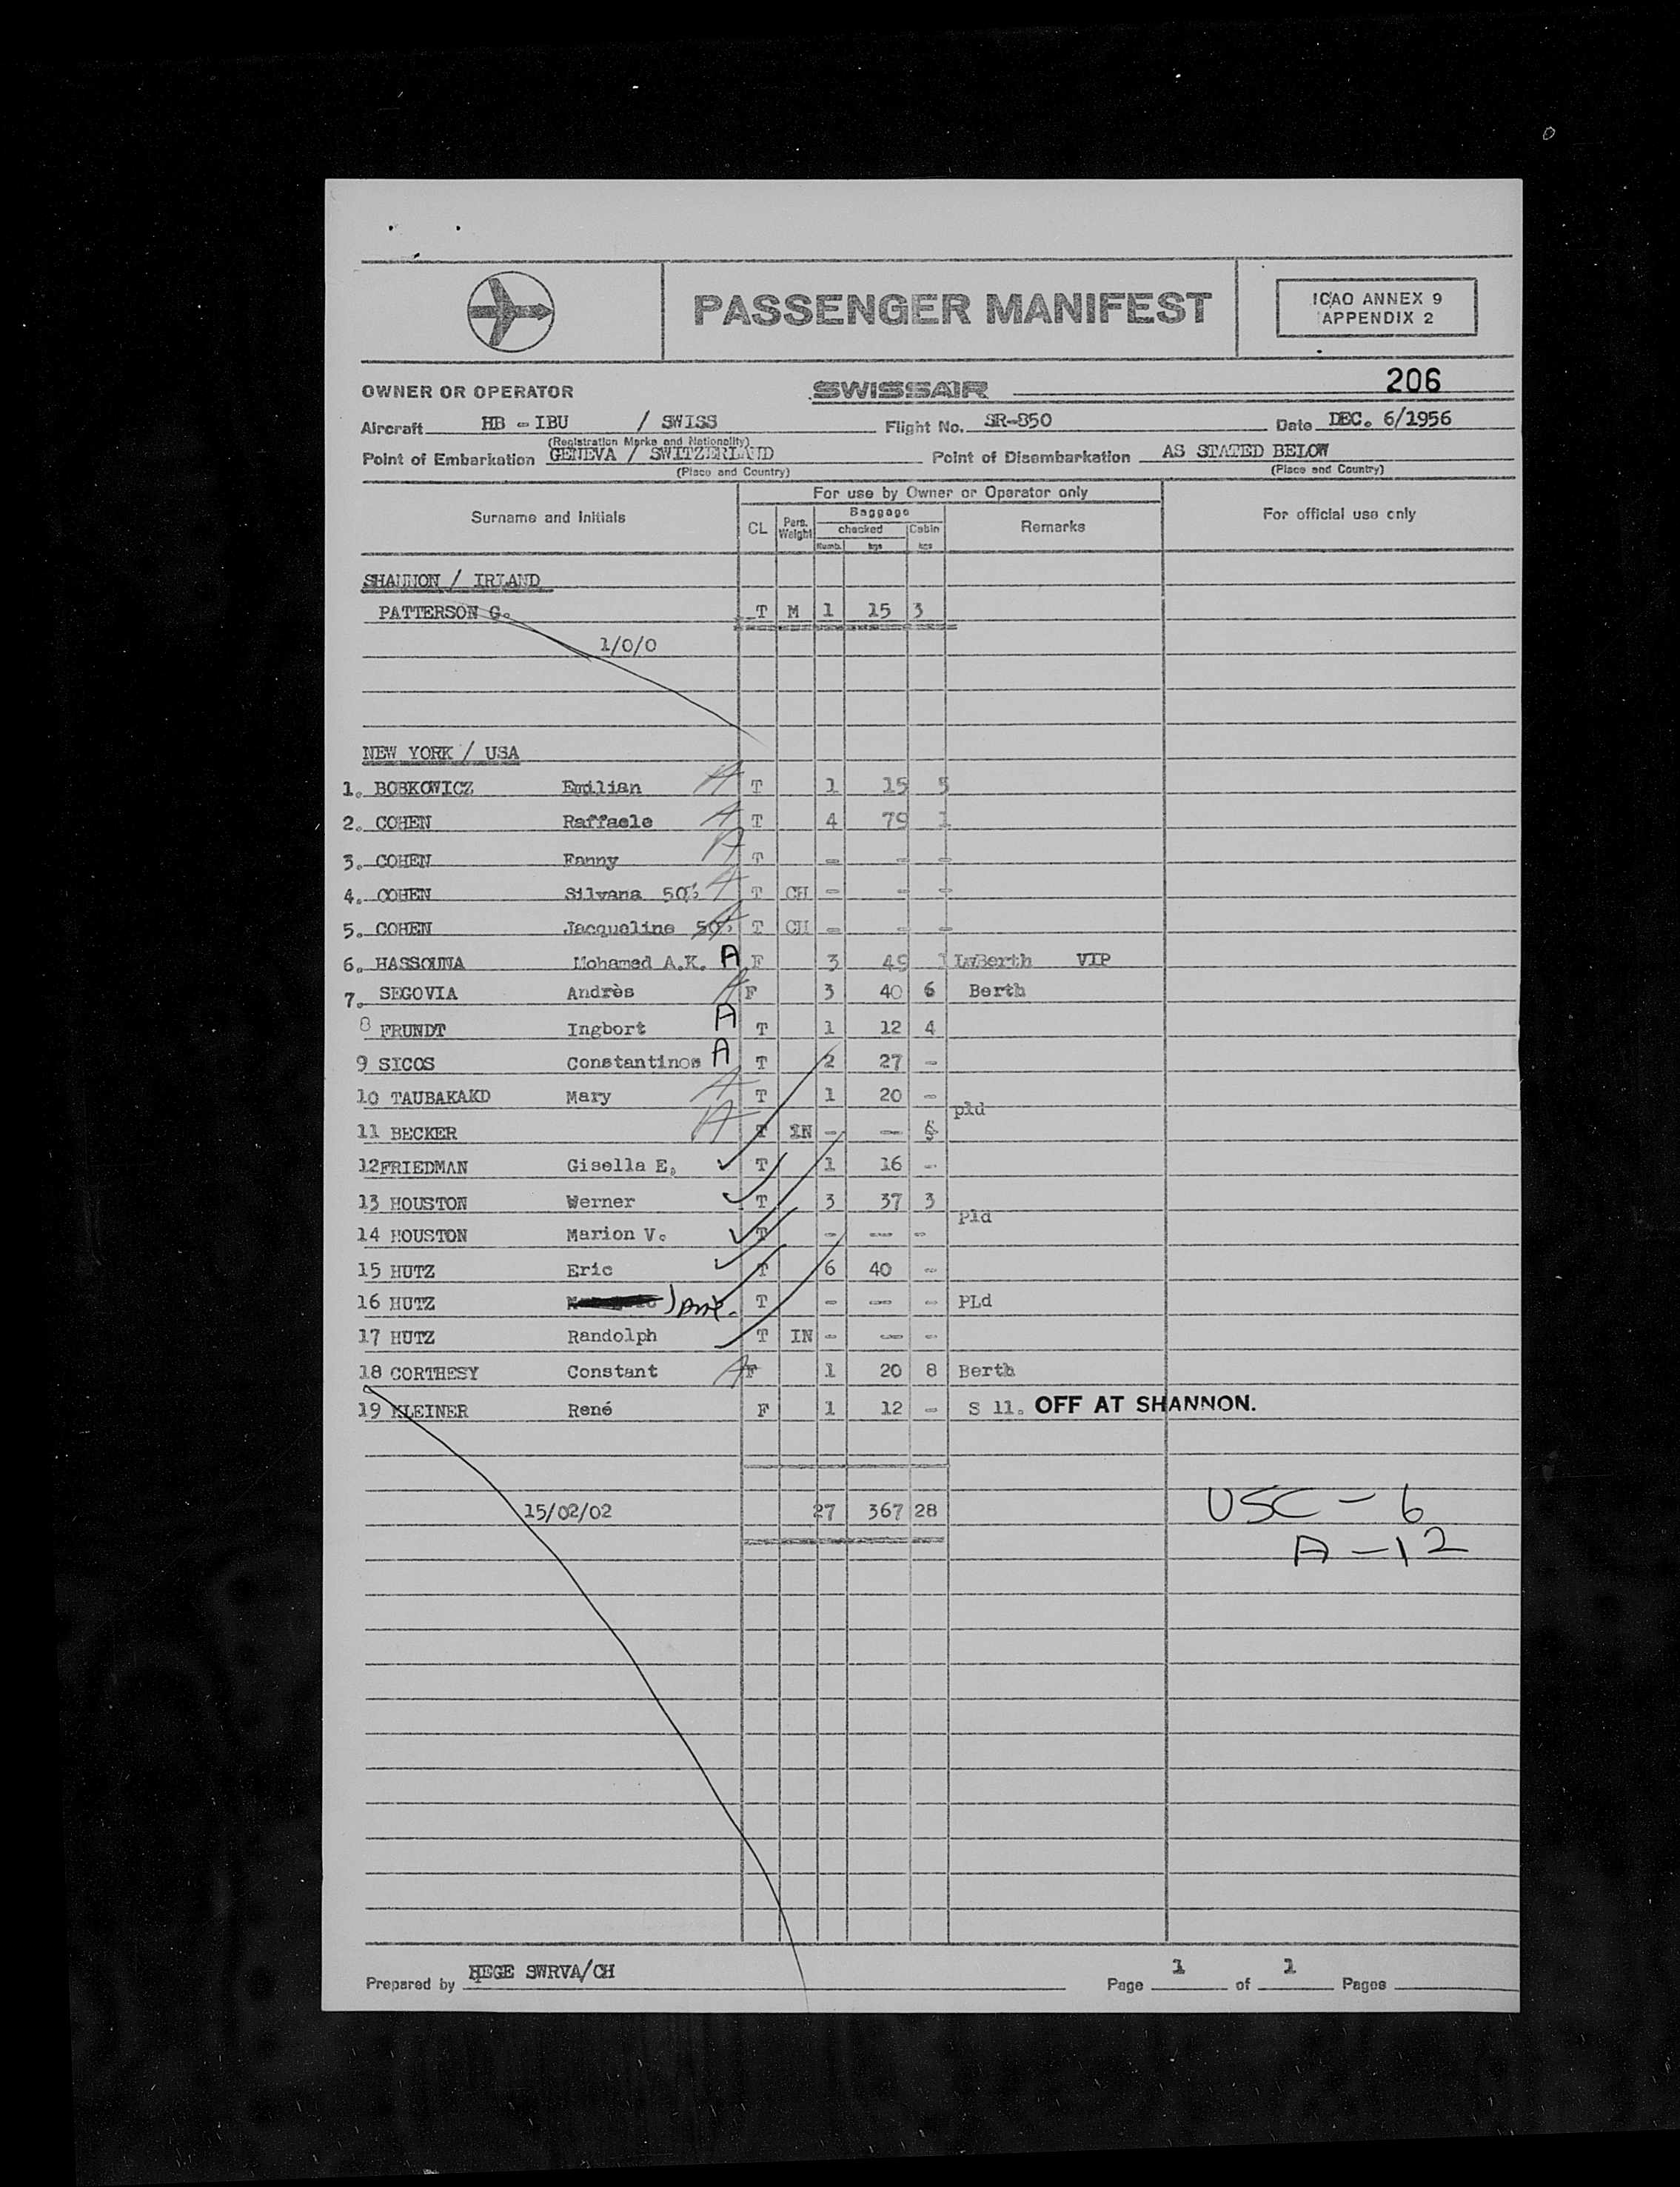 PASSENGER MANIFEST
ICAO ANNEX 9
APPENDIX 2
OWNER OR OPERATOR SWISSAIR 206
Aircraft HB - IBU / SWISS Flight No. SR-850 Date DEC. 6/1956
(Registration Marks and Nationality)
Point of Embarkation GENEVA / SWITZERLAND Point of Disembarkation AS STATED BELOW
(Place and Country) (Place and Country)
For use by Owner or Operator only
Surname and Initials CL Pers. Weight Baggage Remarks For official use only
checked Cabin
Numb. kgs kgs
SHANNON / IRLAND
PATTERSON G. T M 1 15 3
1/0/0
NEW YORK / USA
1. BOBKOWICZ Emilian A T 1 15 5
2. COHEN Raffaele A T 4 79 1
3. COHEN Fanny A T - - -
4. COHEN Silvana 50% A T CH - - -
5. COHEN Jacqueline 50% A T CH - - -
6. HASSOUNA Mohamed A.K. A F 3 49 1 Berth VIP
7. SEGOVIA Andrès A F 3 40 6 Berth
8 FRUNDT Ingbort A T 1 12 4
9 SICOS Constantinos A T 2 27 -
10 TAUBAKAKD Mary A T 1 20 -
pld
11 BECKER A T IN - -
12 FRIEDMAN Gisella E. T 1 16 -
13 HOUSTON Werner T 3 37 3
Pld
14 HOUSTON Marion V. T - - -
15 HUTZ Eric T 6 40 -
16 HUTZ T - - - PLd
17 HUTZ Randolph T IN - - -
18 CORTHESY Constant A F 1 20 8 Berth
19 KLEINER René F 1 12 - S 11. OFF AT SHANNON.
15/02/02 27 367 28
USC - 6
A - 12
Prepared by HEGE SWRVA/CH Page 1 of 1 Pages